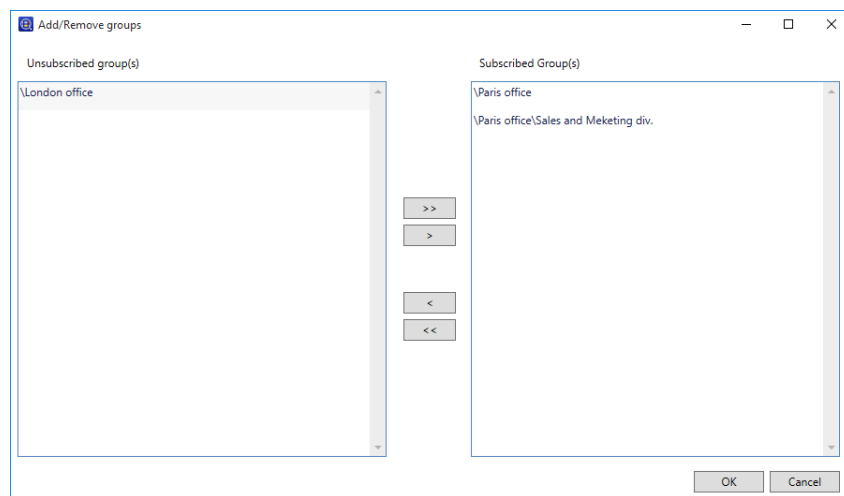 Add/Remove groups
Unsubscribed group(s)
Subscribed Group(s)
\London office
\Paris office
\Paris office\Sales and Meketing div.
>>
>
<
<<
OK
Cancel